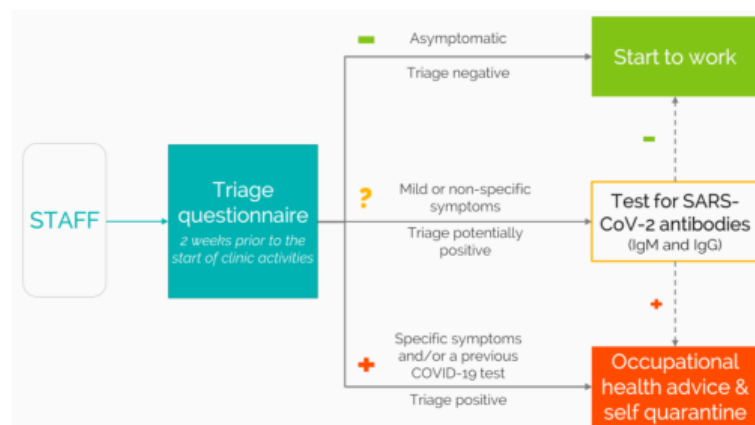 STAFF
Triage
questionnaire
2 weeks prior to the
start of clinic activities
−
Asymptomatic
Triage negative
Start to work
?
Mild or non-specific
symptoms
Triage potentially
positive
−
Test for SARS-
CoV-2 antibodies
(IgM and IgG)
+
+
Specific symptoms
and/or a previous
COVID-19 test
Triage positive
Occupational
health advice &
self quarantine